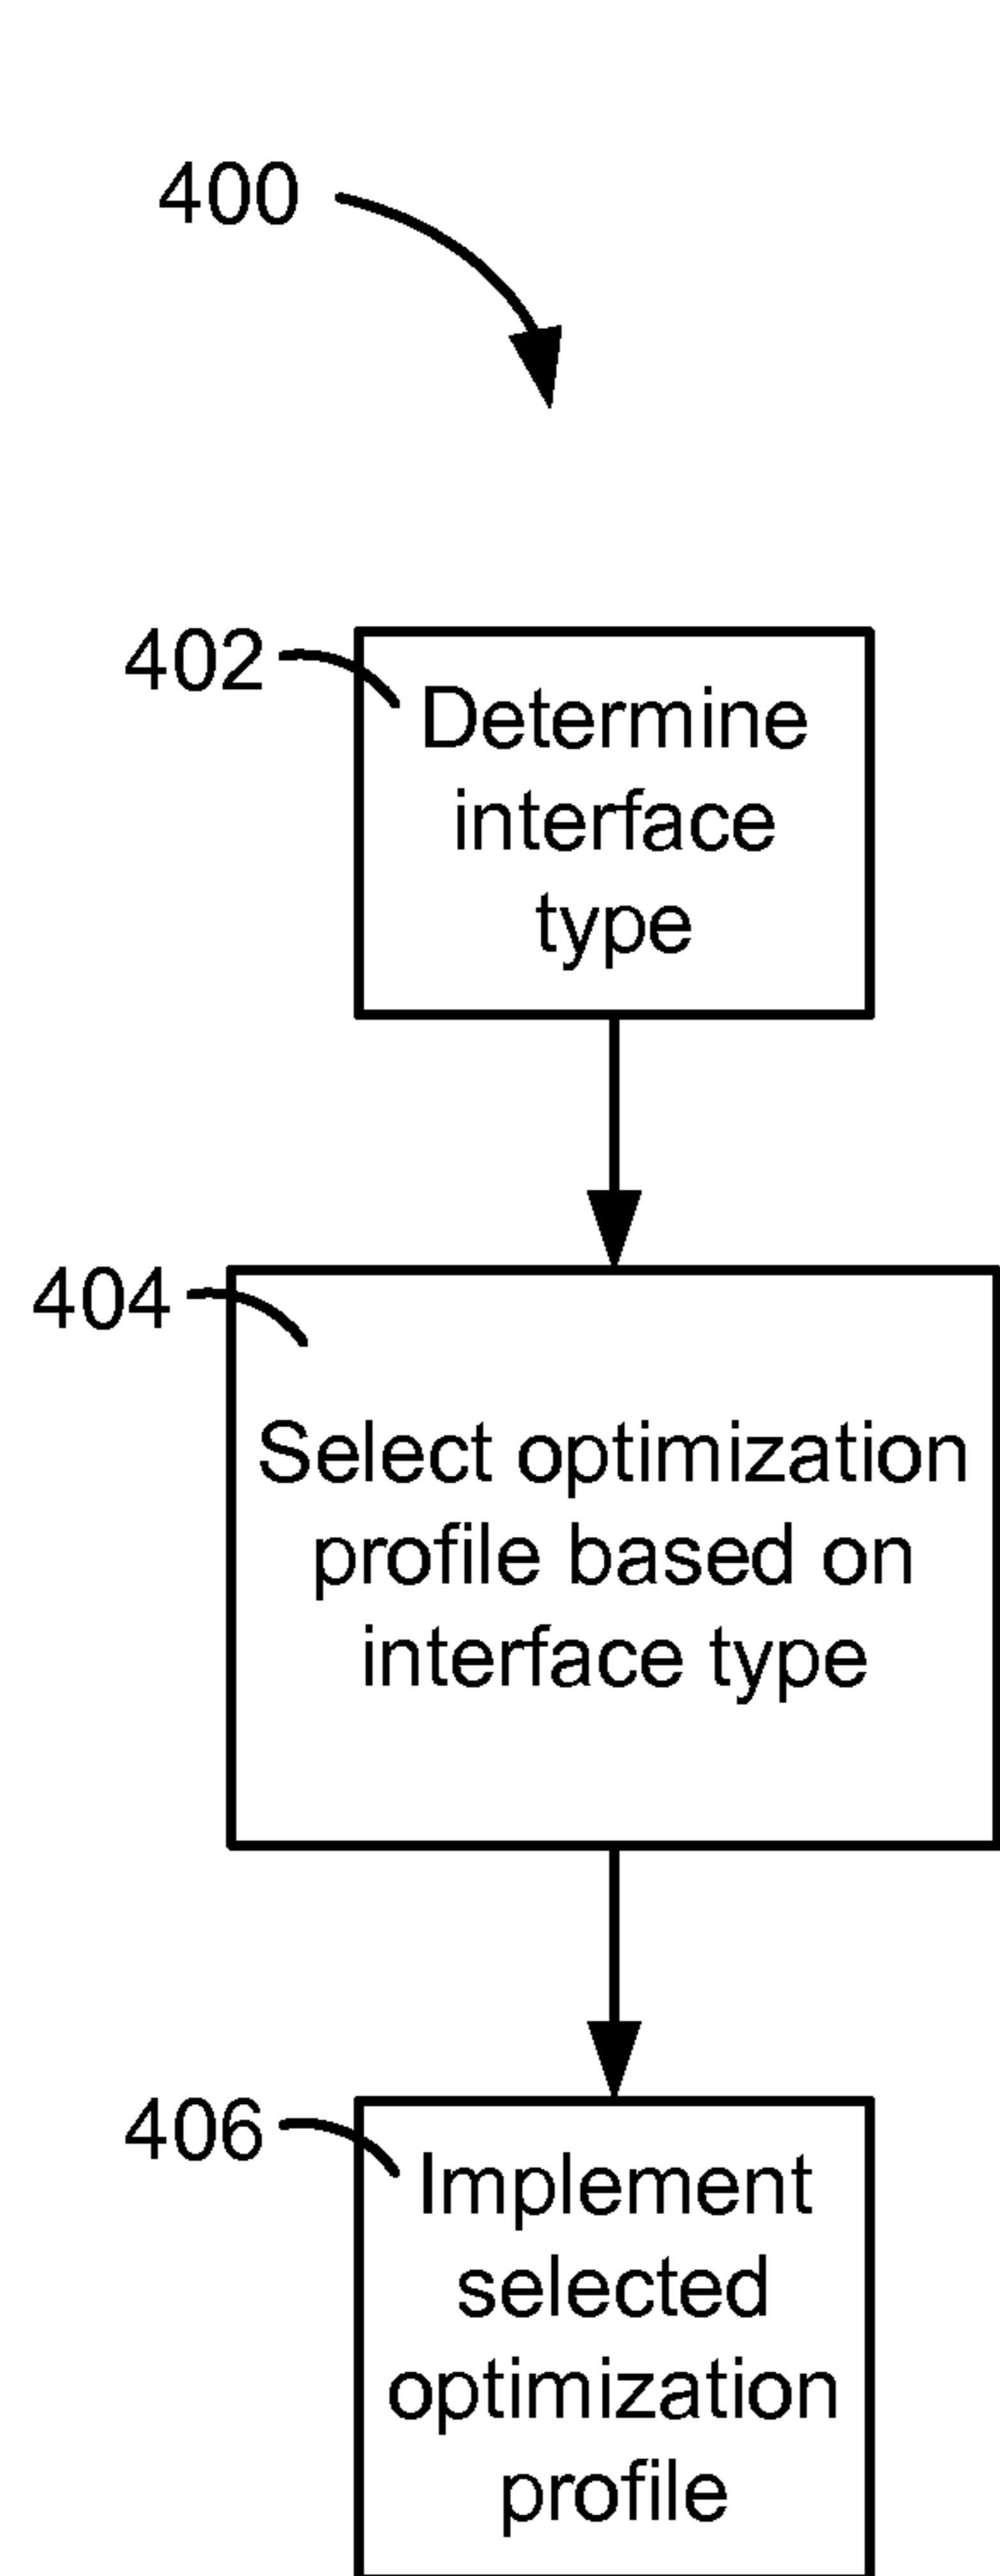 400
402
Determine
interface
type
404
Select optimization
profile based on
interface type
406
Implement
selected
optimization
profile